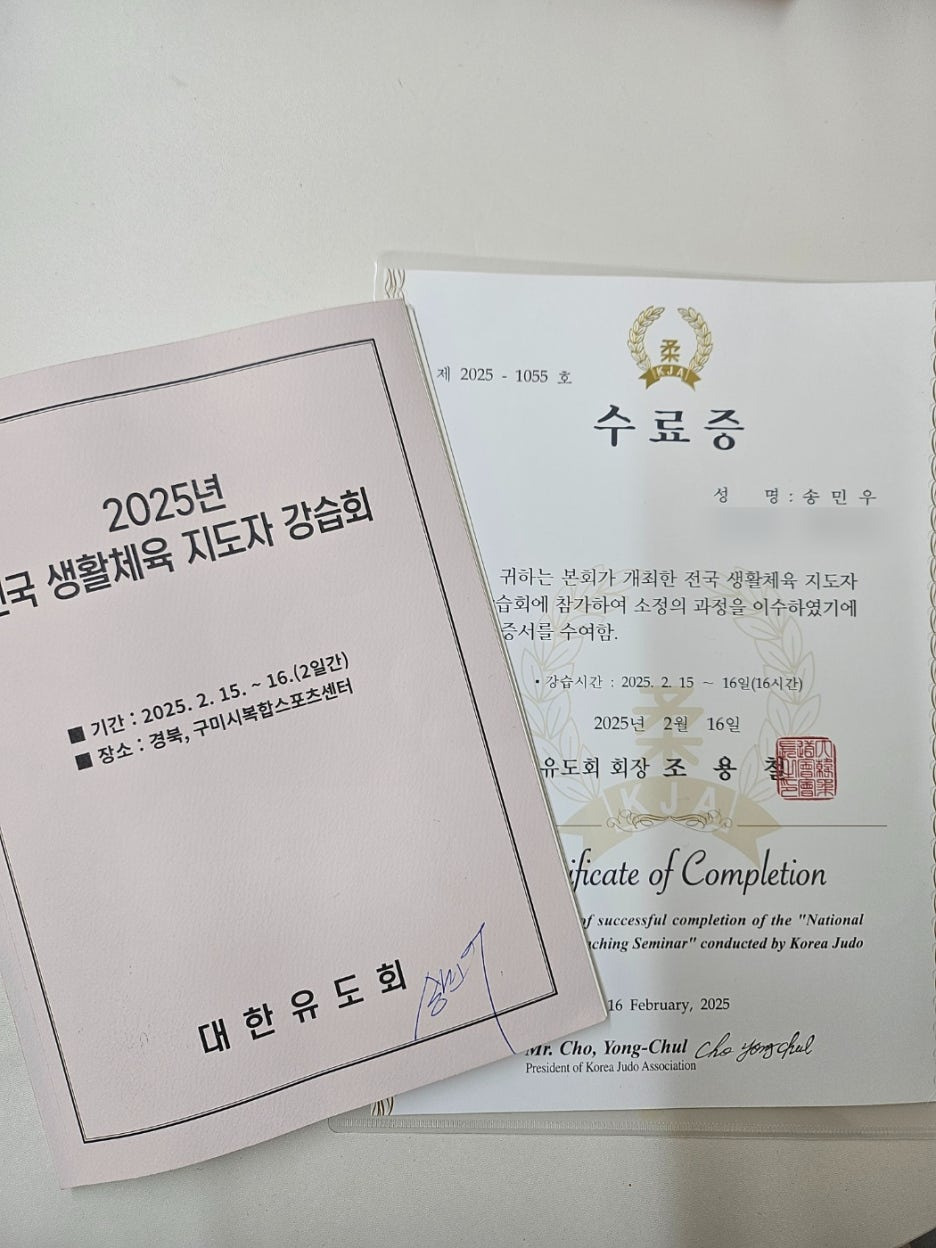 2025년
국 생활체육 지도자 강습회
■ 기간 : 2025. 2. 15. ~ 16.(2일간)
■ 장소 : 경북, 구미시복합스포츠센터
대한유도회
柔
KJA
제 2025 - 1055 호
수료증
성 명 : 송 민 우
귀하는 본회가 개최한 전국 생활체육 지도자
습회에 참가하여 소정의 과정을 이수하였기에
증서를 수여함.
• 강습시간 : 2025. 2. 15 ~ 16일(16시간)
2025년 2월 16일
유도회 회장 조 용 철
柔
KJA
ificate of Completion
of successful completion of the "National
ching Seminar" conducted by Korea Judo
16 February, 2025
Mr. Cho, Yong-Chul Cho yong chul
President of Korea Judo Association